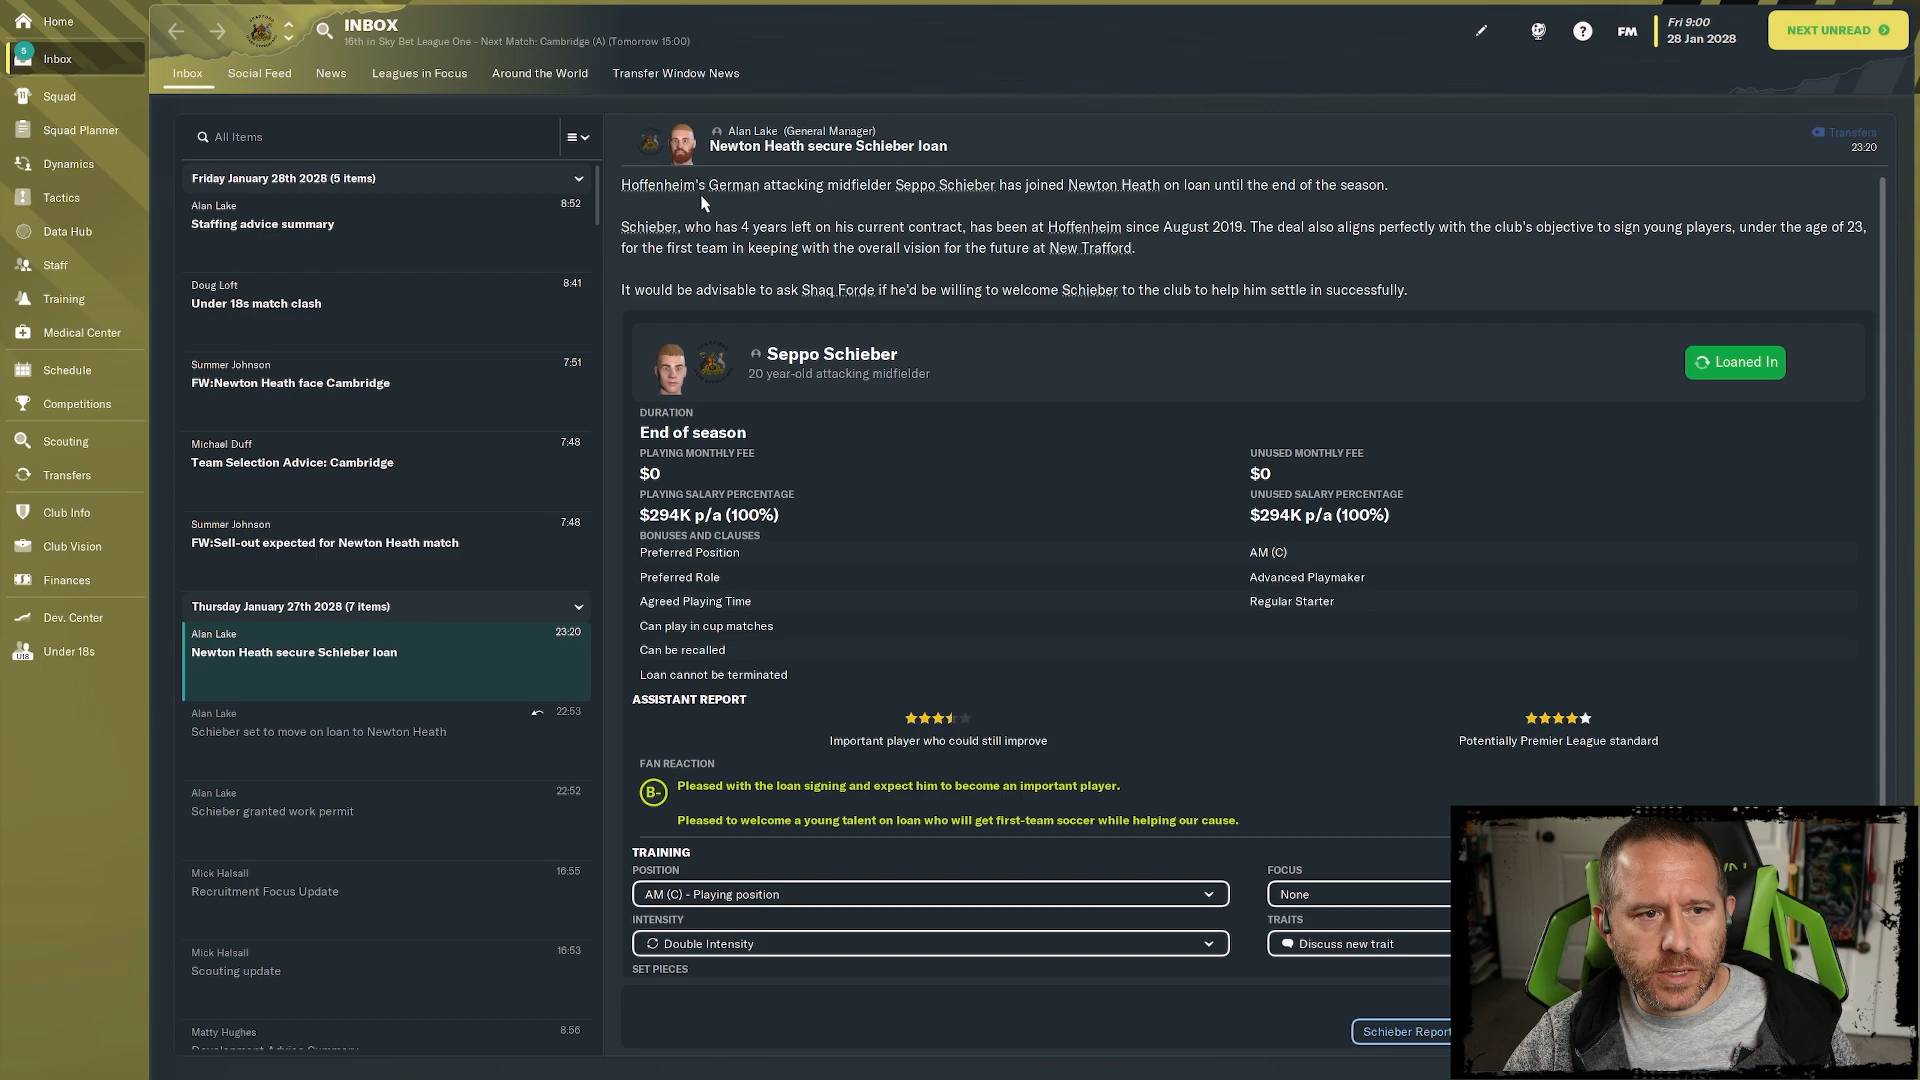 Home
5
Inbox
Squad
Squad Planner
Dynamics
Tactics
Data Hub
Staff
Training
Medical Center
Schedule
Competitions
Scouting
Transfers
Club Info
Club Vision
Finances
Dev. Center
U18
Under 18s
INBOX
16th in Sky Bet League One - Next Match: Cambridge (A) (Tomorrow 15:00)
FM
Fri 9:00
28 Jan 2028
NEXT UNREAD
Inbox
Social Feed
News
Leagues in Focus
Around the World
Transfer Window News
All Items
Friday January 28th 2028 (5 items)
Alan Lake 8:52
Staffing advice summary
Doug Loft 8:41
Under 18s match clash
Summer Johnson 7:51
FW:Newton Heath face Cambridge
Michael Duff 7:48
Team Selection Advice: Cambridge
Summer Johnson 7:48
FW:Sell-out expected for Newton Heath match
Thursday January 27th 2028 (7 items)
Alan Lake 23:20
Newton Heath secure Schieber loan
Alan Lake 22:53
Schieber set to move on loan to Newton Heath
Alan Lake 22:52
Schieber granted work permit
Mick Halsall 16:55
Recruitment Focus Update
Mick Halsall 16:53
Scouting update
Matty Hughes 8:56
Development Advice Summary
Alan Lake (General Manager)
Newton Heath secure Schieber loan
Transfers
23:20
Hoffenheim's German attacking midfielder Seppo Schieber has joined Newton Heath on loan until the end of the season.
Schieber, who has 4 years left on his current contract, has been at Hoffenheim since August 2019. The deal also aligns perfectly with the club's objective to sign young players, under the age of 23,
for the first team in keeping with the overall vision for the future at New Trafford.
It would be advisable to ask Shaq Forde if he'd be willing to welcome Schieber to the club to help him settle in successfully.
Seppo Schieber
20 year-old attacking midfielder
Loaned In
DURATION
End of season
PLAYING MONTHLY FEE UNUSED MONTHLY FEE
$0 $0
PLAYING SALARY PERCENTAGE UNUSED SALARY PERCENTAGE
$294K p/a (100%) $294K p/a (100%)
BONUSES AND CLAUSES
Preferred Position AM (C)
Preferred Role Advanced Playmaker
Agreed Playing Time Regular Starter
Can play in cup matches
Can be recalled
Loan cannot be terminated
ASSISTANT REPORT
Important player who could still improve Potentially Premier League standard
FAN REACTION
B-
Pleased with the loan signing and expect him to become an important player.
Pleased to welcome a young talent on loan who will get first-team soccer while helping our cause.
TRAINING
POSITION FOCUS
AM (C) - Playing position None
INTENSITY TRAITS
Double Intensity Discuss new trait
SET PIECES
Schieber Report